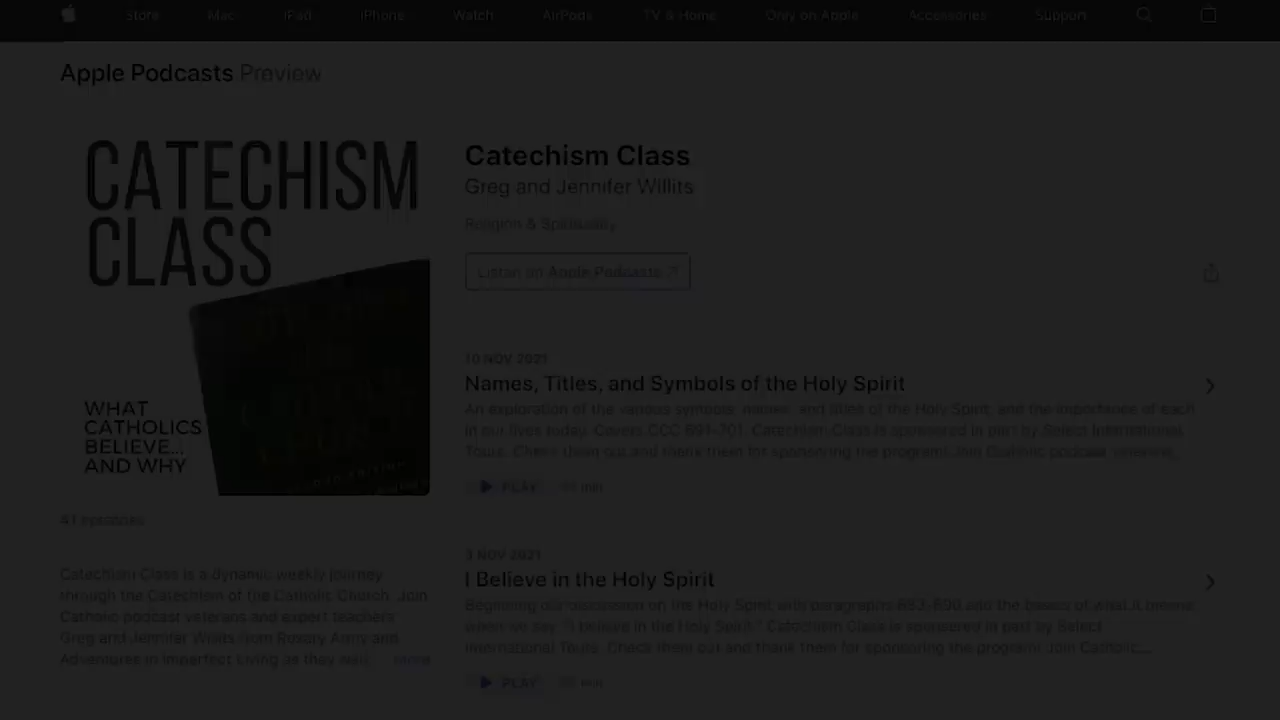 Store Mac iPad iPhone Watch AirPods TV & Home Only on Apple Accessories Support
Apple Podcasts Preview
CATECHISM
CLASS
WHAT
CATHOLICS
BELIEVE...
AND WHY
41 episodes
Catechism Class is a dynamic weekly journey
through the Catechism of the Catholic Church. Join
Catholic podcast veterans and expert teachers
Greg and Jennifer Willits from Rosary Army and
Adventures in Imperfect Living as they walk more
Catechism Class
Greg and Jennifer Willits
Religion & Spirituality
Listen on Apple Podcasts ↗
10 NOV 2021
Names, Titles, and Symbols of the Holy Spirit
An exploration of the various symbols, names, and titles of the Holy Spirit, and the importance of each
in our lives today. Covers CCC 691-701. Catechism Class is sponsored in part by Select International
Tours. Check them out and thank them for sponsoring the program! Join Catholic podcast veterans...
PLAY min
3 NOV 2021
I Believe in the Holy Spirit
Beginning our discussion on the Holy Spirit with paragraphs 683-690 and the basics of what it means
when we say, "I believe in the Holy Spirit." Catechism Class is sponsored in part by Select
International Tours. Check them out and thank them for sponsoring the program! Join Catholic...
PLAY min